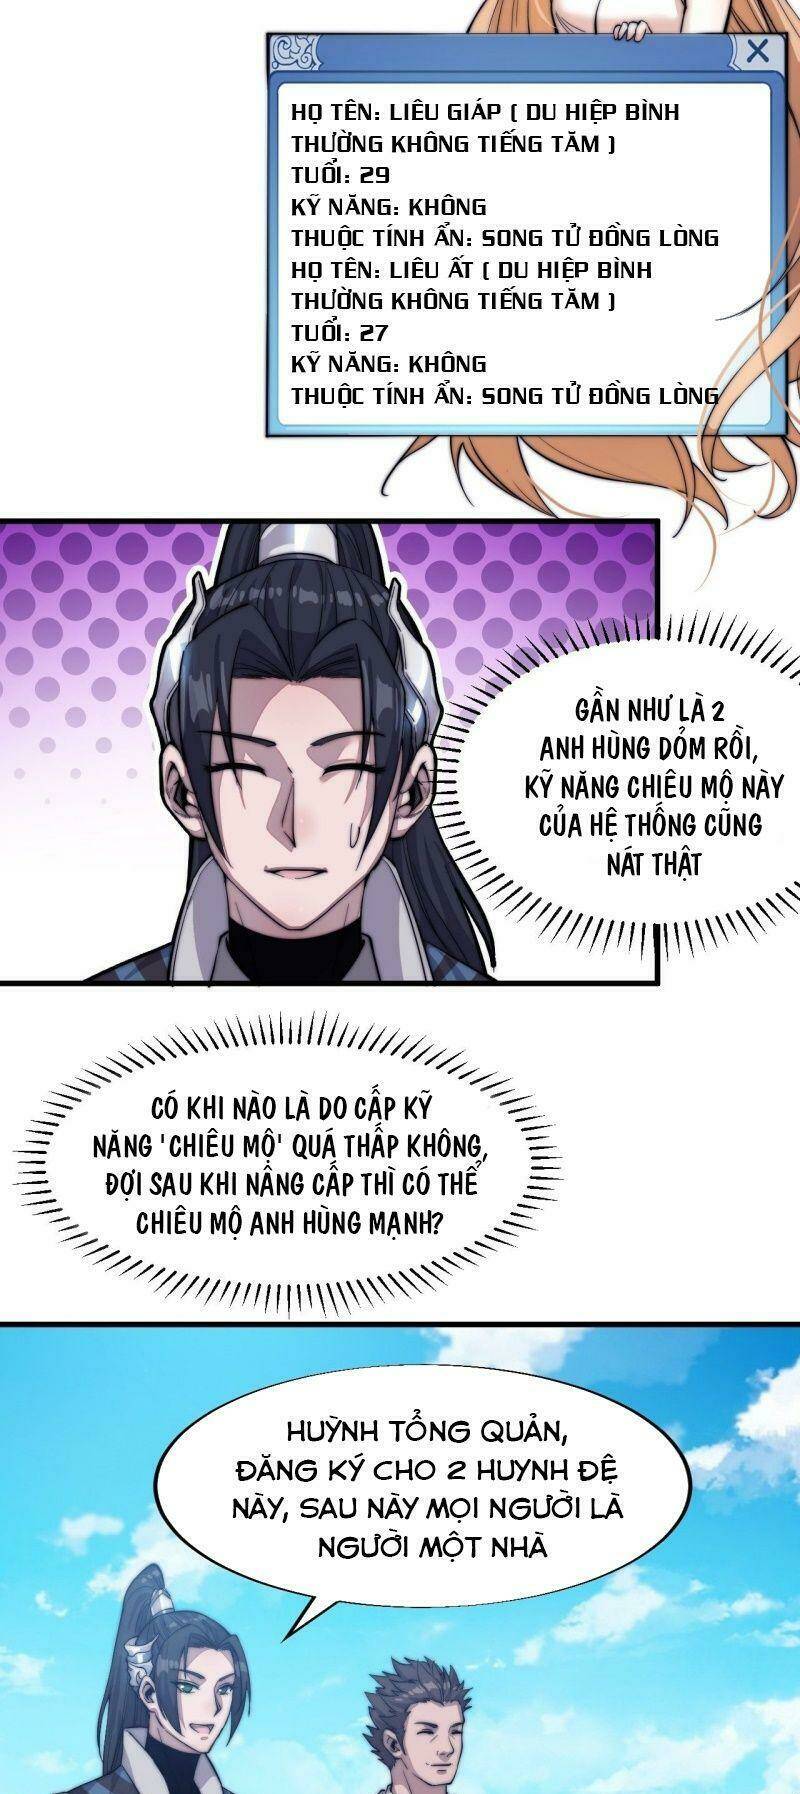 HỌ TÊN: LIÊU GIÁP ( DU HIỆP BÌNH
THƯỜNG KHÔNG TIẾNG TĂM )
TUỔI: 29
KỸ NĂNG: KHÔNG
THUỘC TÍNH ẨN: SONG TỬ ĐỒNG LÒNG
HỌ TÊN: LIÊU ẤT ( DU HIỆP BÌNH
THƯỜNG KHÔNG TIẾNG TĂM )
TUỔI: 27
KỸ NĂNG: KHÔNG
THUỘC TÍNH ẨN: SONG TỬ ĐỒNG LÒNG
GẦN NHƯ LÀ 2
ANH HÙNG DỎM RỒI,
KỸ NĂNG CHIÊU MỘ NÀY
CỦA HỆ THỐNG CŨNG
NÁT THẬT
CÓ KHI NÀO LÀ DO CẤP KỸ
NĂNG 'CHIÊU MỘ' QUÁ THẤP KHÔNG,
ĐỢI SAU KHI NÂNG CẤP THÌ CÓ THỂ
CHIÊU MỘ ANH HÙNG MẠNH?
HUỲNH TỔNG QUẢN,
ĐĂNG KÝ CHO 2 HUYNH ĐỆ
NÀY, SAU NÀY MỌI NGƯỜI LÀ
NGƯỜI MỘT NHÀ